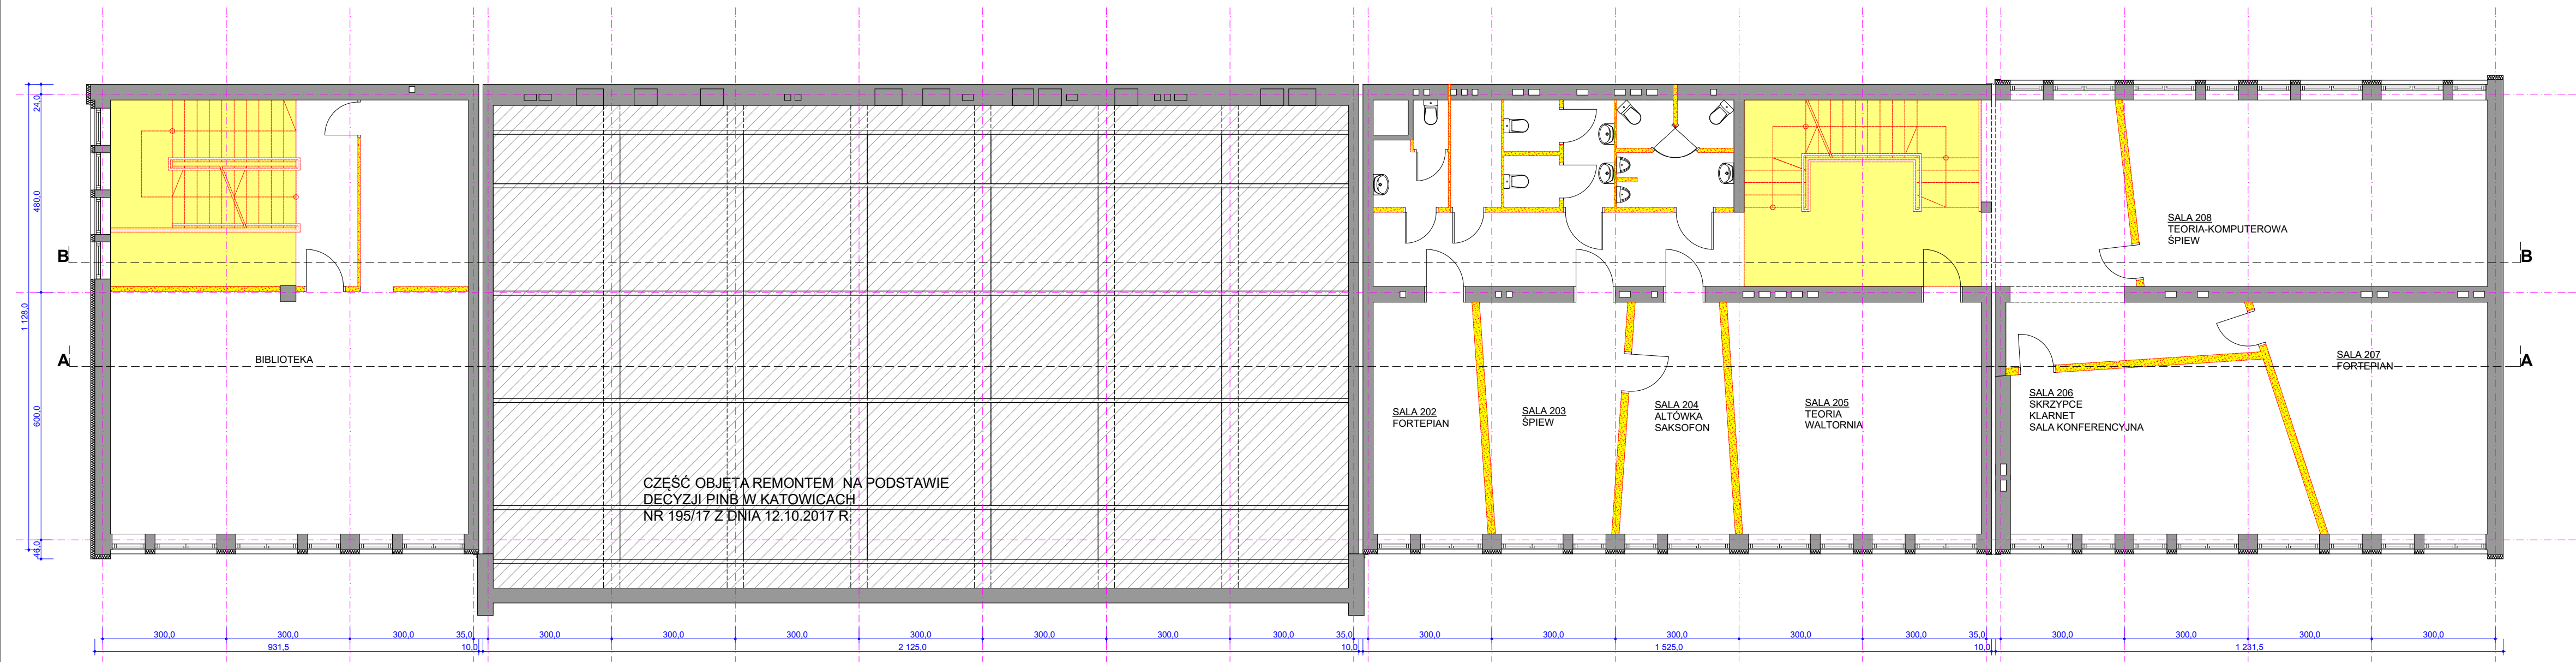 24,0
480,0
1 128,0
600,0
46,0
B
B
A
A
BIBLIOTEKA
CZĘŚĆ OBJĘTA REMONTEM NA PODSTAWIE
DECYZJI PINB W KATOWICACH
NR 195/17 Z DNIA 12.10.2017 R.
SALA 202
FORTEPIAN
SALA 203
ŚPIEW
SALA 204
ALTÓWKA
SAKSOFON
SALA 205
TEORIA
WALTORNIA
SALA 208
TEORIA-KOMPUTEROWA
ŚPIEW
SALA 207
FORTEPIAN
SALA 206
SKRZYPCE
KLARNET
SALA KONFERENCYJNA
300,0 300,0 300,0 35,0 300,0 300,0 300,0 300,0 300,0 300,0 300,0 35,0 300,0 300,0 300,0 300,0 300,0 35,0 300,0 300,0 300,0 300,0
931,5 10,0 2 125,0 10,0 1 525,0 10,0 1 231,5